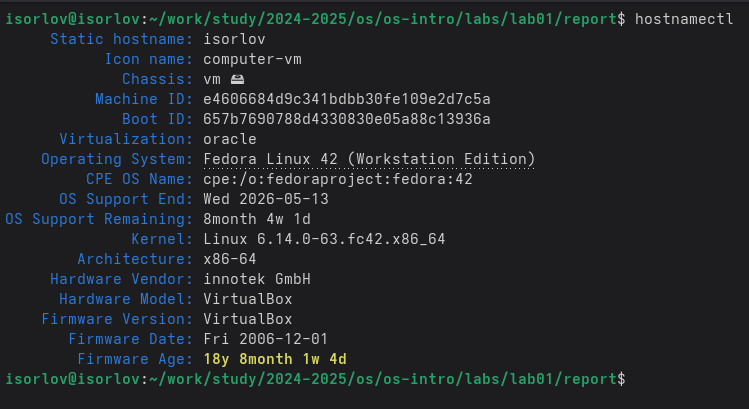 isorlov@isorlov:~/work/study/2024-2025/os/os-intro/labs/lab01/report$ hostnamectl
Static hostname: isorlov
Icon name: computer-vm
Chassis: vm 🖴
Machine ID: e4606684d9c341bdbb30fe109e2d7c5a
Boot ID: 657b7690788d4330830e05a88c13936a
Virtualization: oracle
Operating System: Fedora Linux 42 (Workstation Edition)
CPE OS Name: cpe:/o:fedoraproject:fedora:42
OS Support End: Wed 2026-05-13
OS Support Remaining: 8month 4w 1d
Kernel: Linux 6.14.0-63.fc42.x86_64
Architecture: x86-64
Hardware Vendor: innotek GmbH
Hardware Model: VirtualBox
Firmware Version: VirtualBox
Firmware Date: Fri 2006-12-01
Firmware Age: 18y 8month 1w 4d
isorlov@isorlov:~/work/study/2024-2025/os/os-intro/labs/lab01/report$